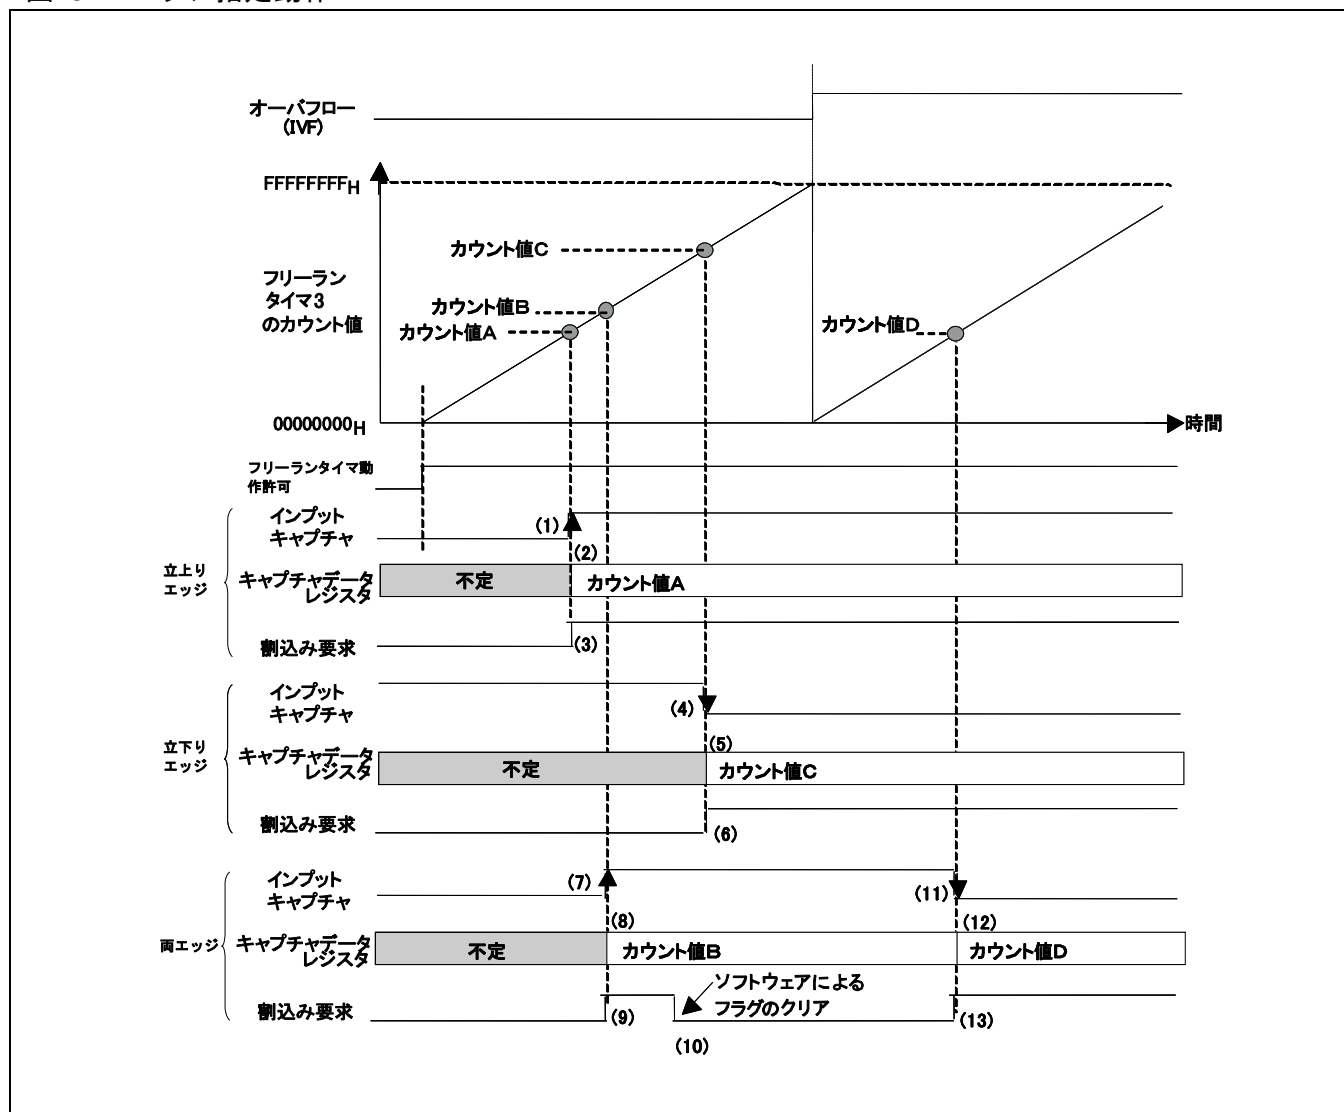 オーバフロー
(IVF)
FFFFFFFFH
カウント値C
フリーラン
タイマ3
のカウント値
カウント値B
カウント値A
カウント値D
00000000H
時間
フリーランタイマ動
作許可
インプット
キャプチャ
(1)
(2)
立上り
エッジ
キャプチャデータ
レジスタ
不定
カウント値A
割込み要求
(3)
インプット
キャプチャ
(4)
(5)
立下り
エッジ
キャプチャデータ
レジスタ
不定
カウント値C
割込み要求
(6)
インプット
キャプチャ
(7)
(8)
(11)
(12)
両エッジ
キャプチャデータ
レジスタ
不定
カウント値B
カウント値D
割込み要求
(9)
ソフトウェアによる
フラグのクリア
(10)
(13)